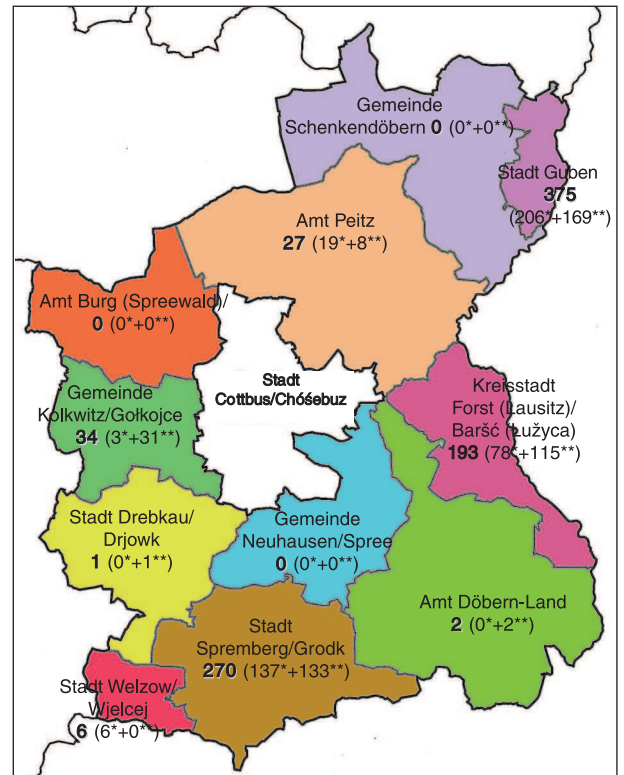 Gemeinde
Schenkendöbern 0 (0*+0**)
Stadt Guben
375
(206*+169**)
Amt Peitz
27 (19*+8**)
Amt Burg (Spreewald)/
0 (0*+0**)
Stadt
Cottbus/Chóśebuz
Gemeinde
Kolkwitz/Gołkojce
34 (3*+31**)
Kreisstadt
Forst (Lausitz)/
Baršć (Łužyca)
193 (78*+115**)
Stadt Drebkau/
Drjowk
1 (0*+1**)
Gemeinde
Neuhausen/Spree
0 (0*+0**)
Amt Döbern-Land
2 (0*+2**)
Stadt
Spremberg/Grodk
270 (137*+133**)
Stadt Welzow/
Wjelcej
6 (6*+0**)